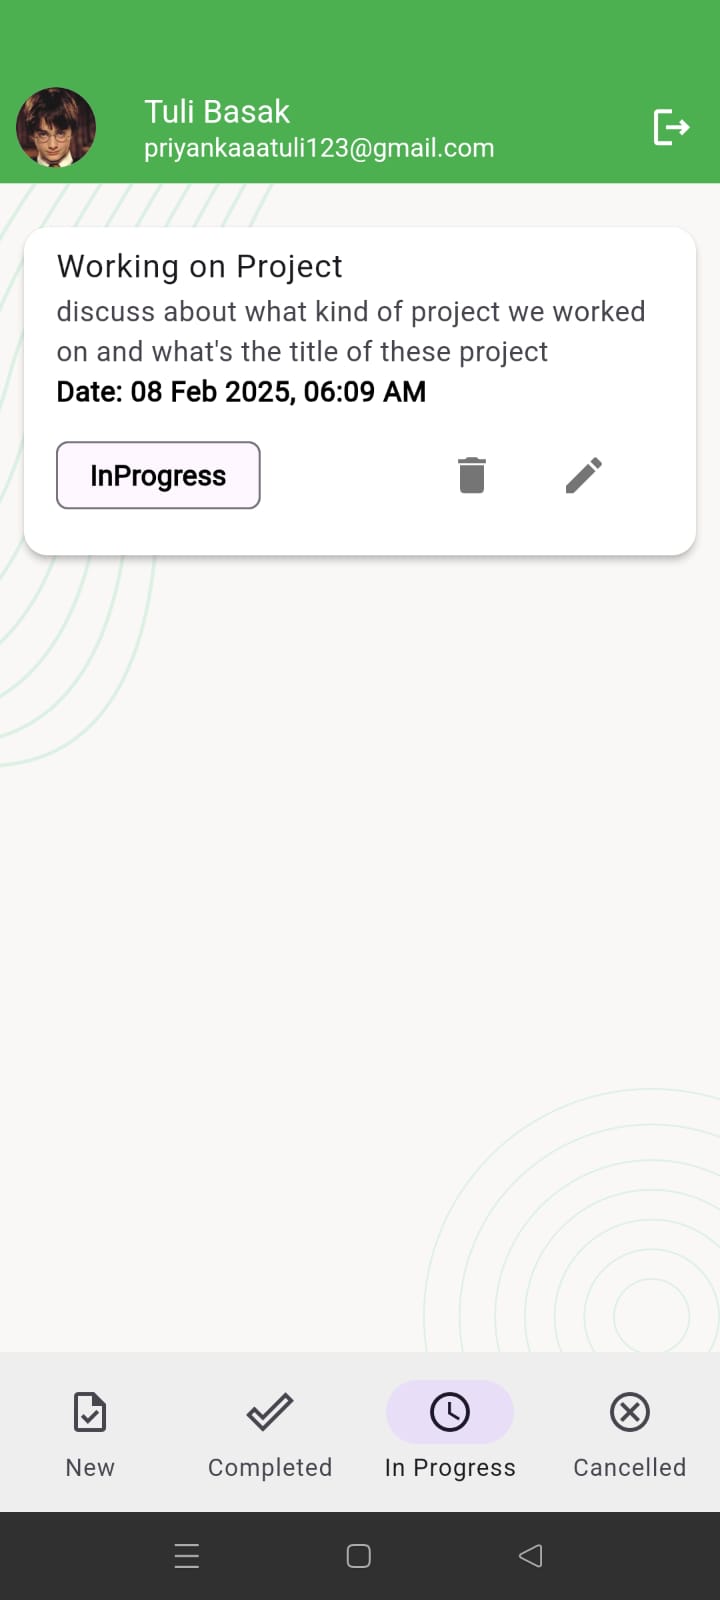 Tuli Basak
priyankaaatuli123@gmail.com
Working on Project
discuss about what kind of project we worked
on and what's the title of these project
Date: 08 Feb 2025, 06:09 AM
InProgress
New
Completed
In Progress
Cancelled